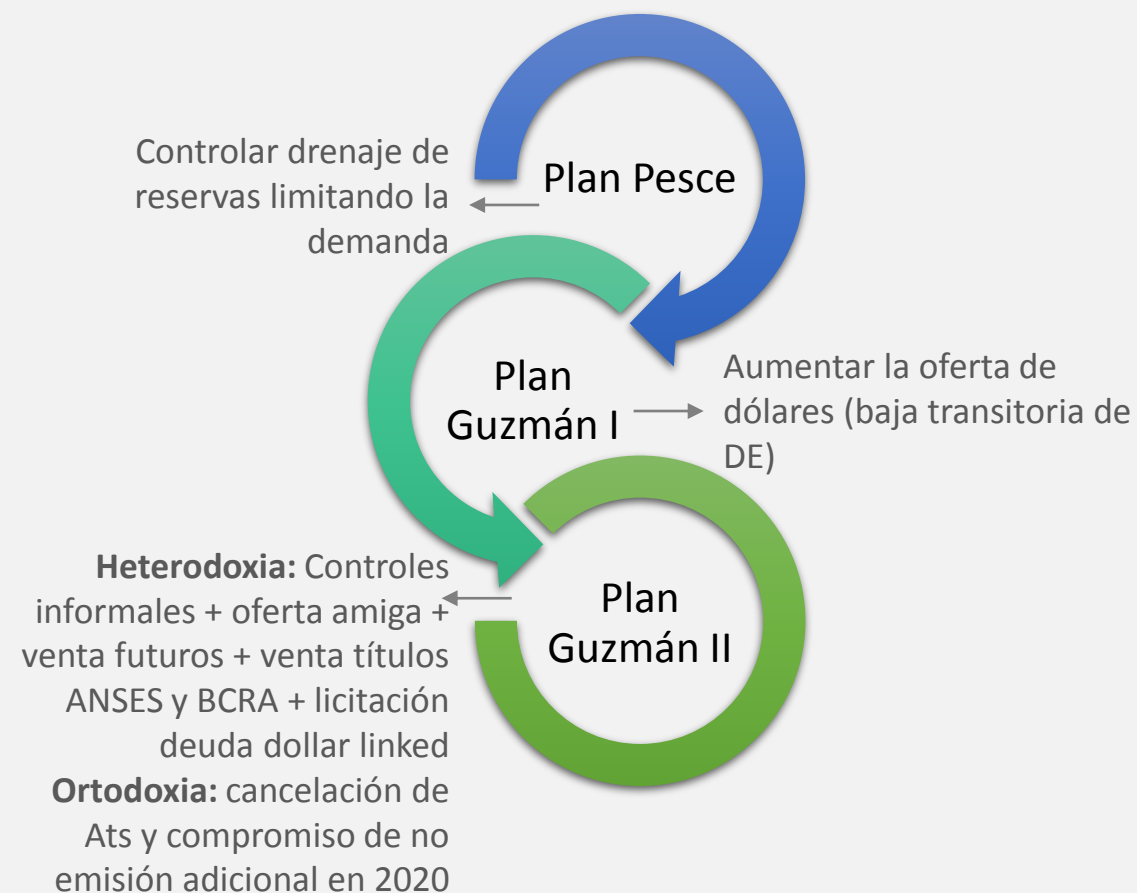 Controlar drenaje de
reservas limitando la
demanda
Plan Pesce
Plan
Guzmán I
Aumentar la oferta de
dólares (baja transitoria de
DE)
Heterodoxia: Controles
informales + oferta amiga +
venta futuros + venta títulos
ANSES y BCRA + licitación
deuda dollar linked
Ortodoxia: cancelación de
Ats y compromiso de no
emisión adicional en 2020
Plan
Guzmán II